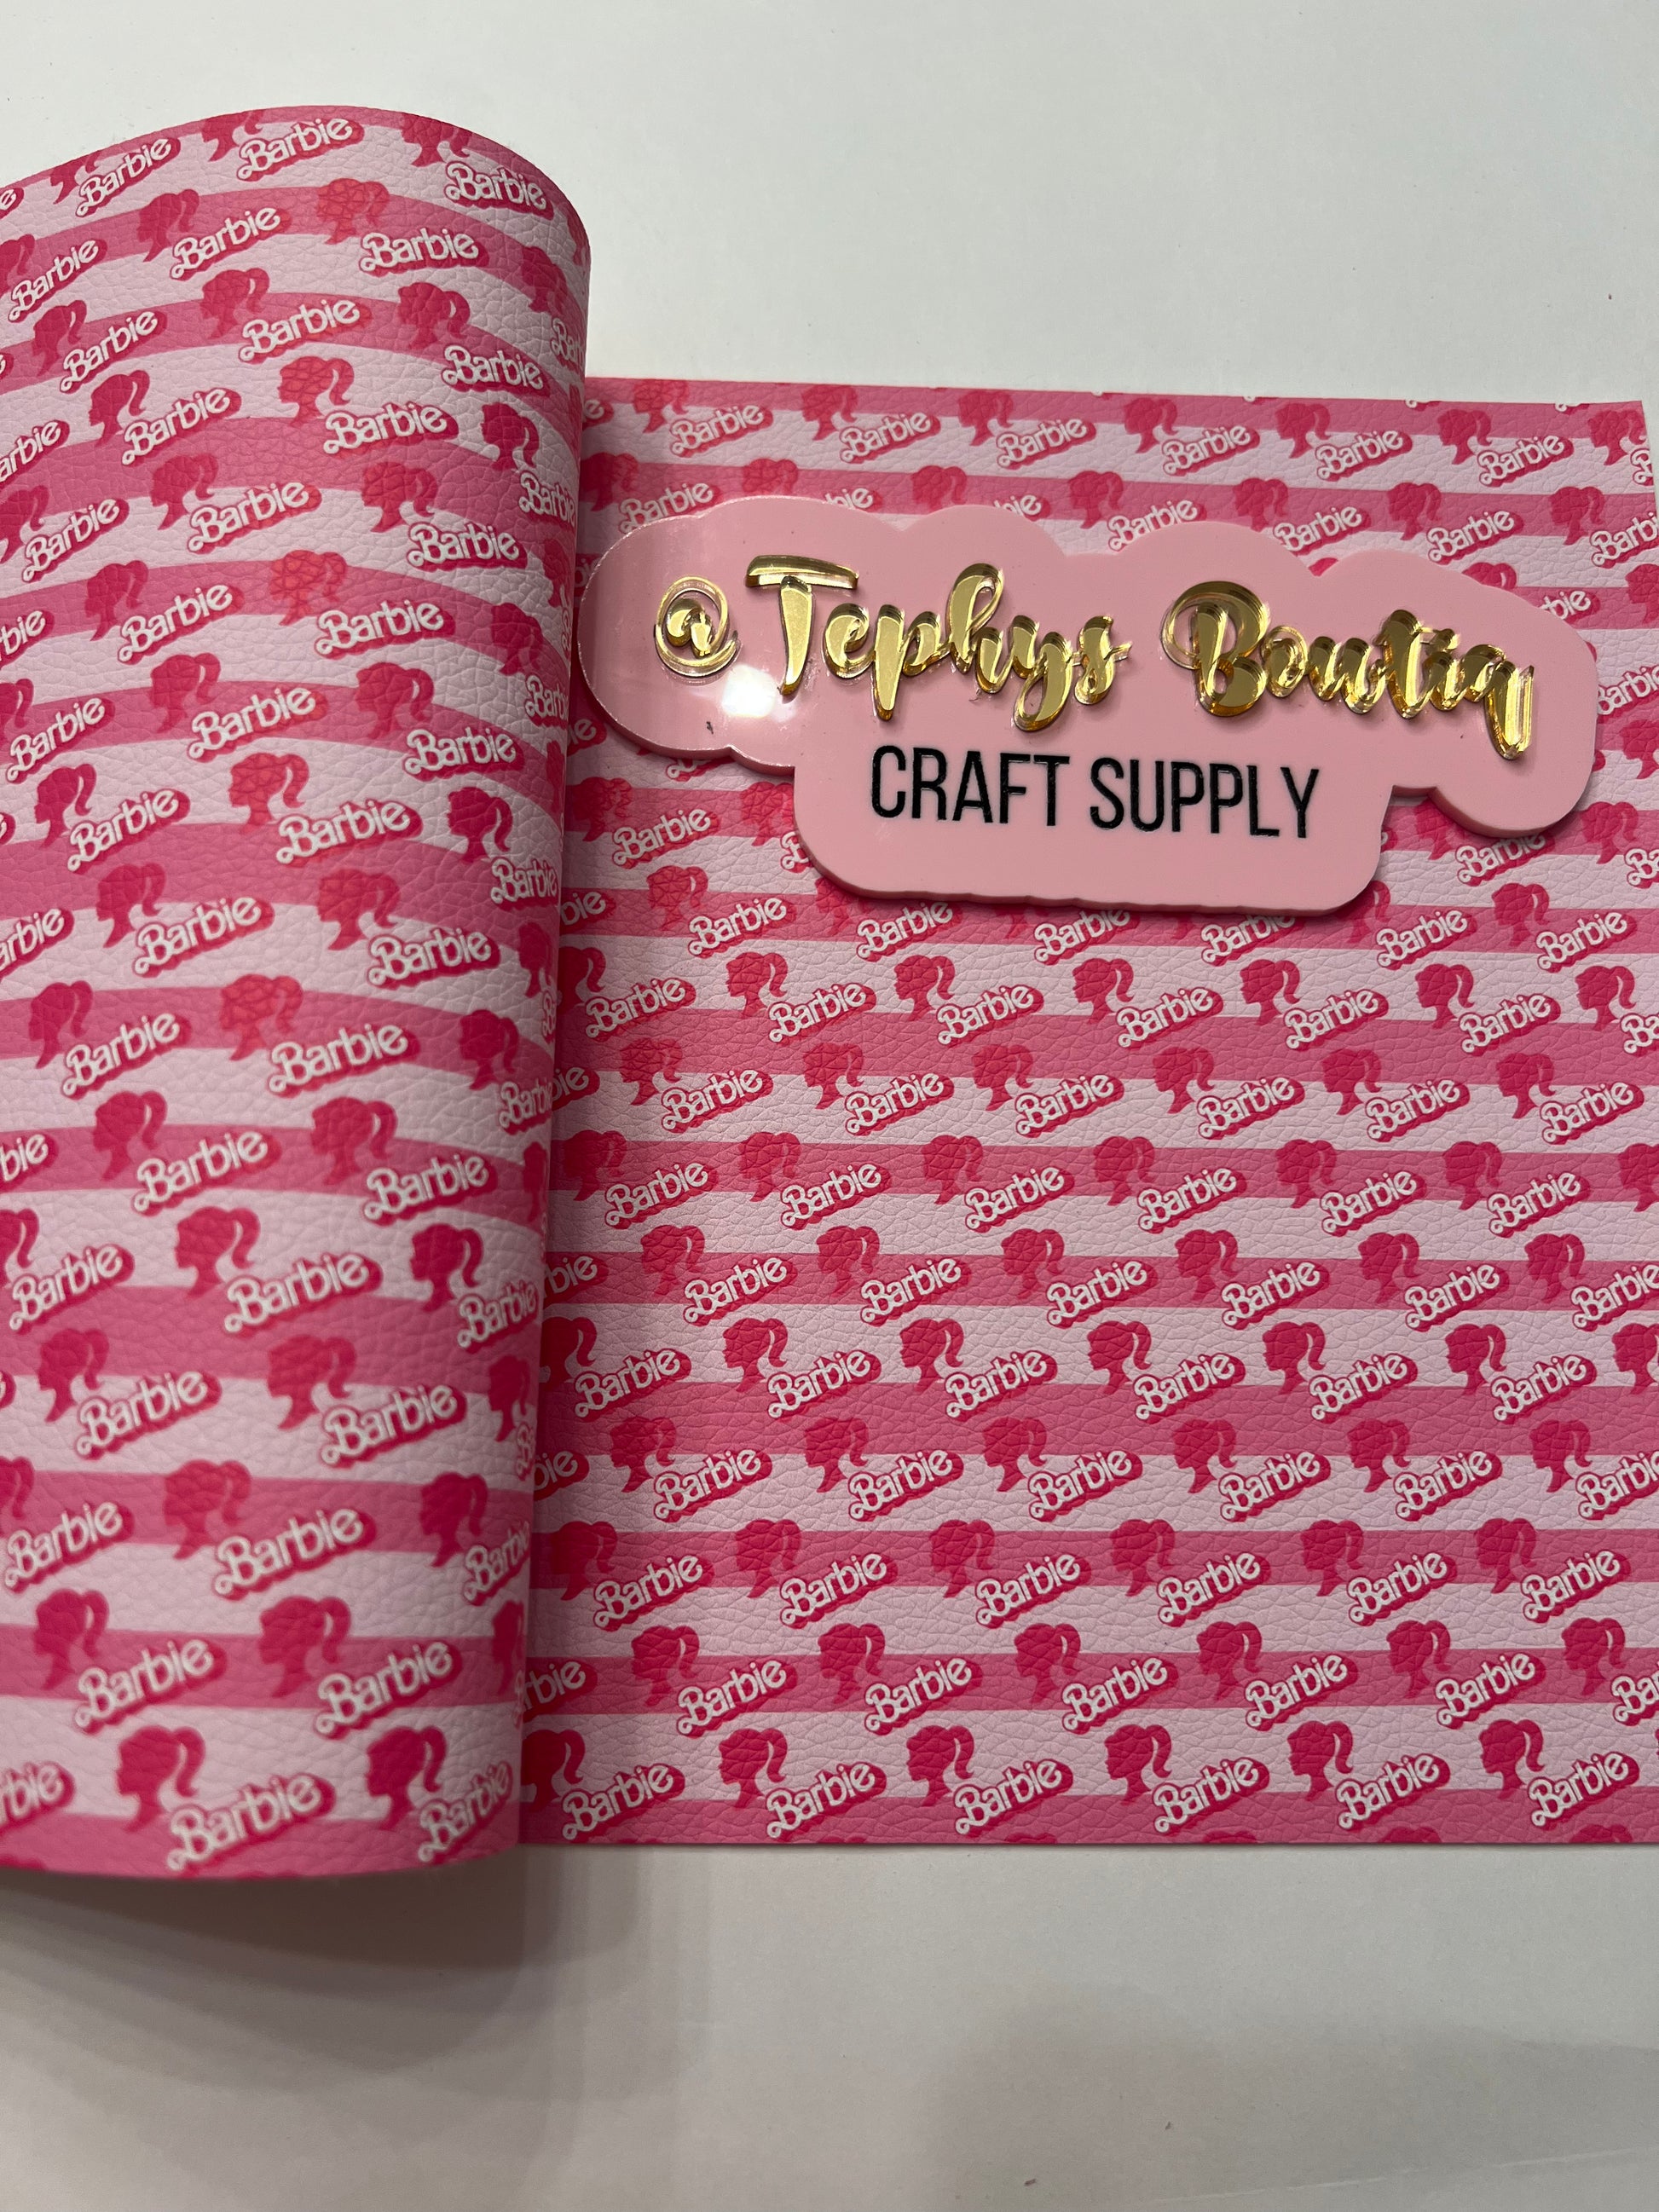 @Tephys Boutiq
CRAFT SUPPLY
Barbie